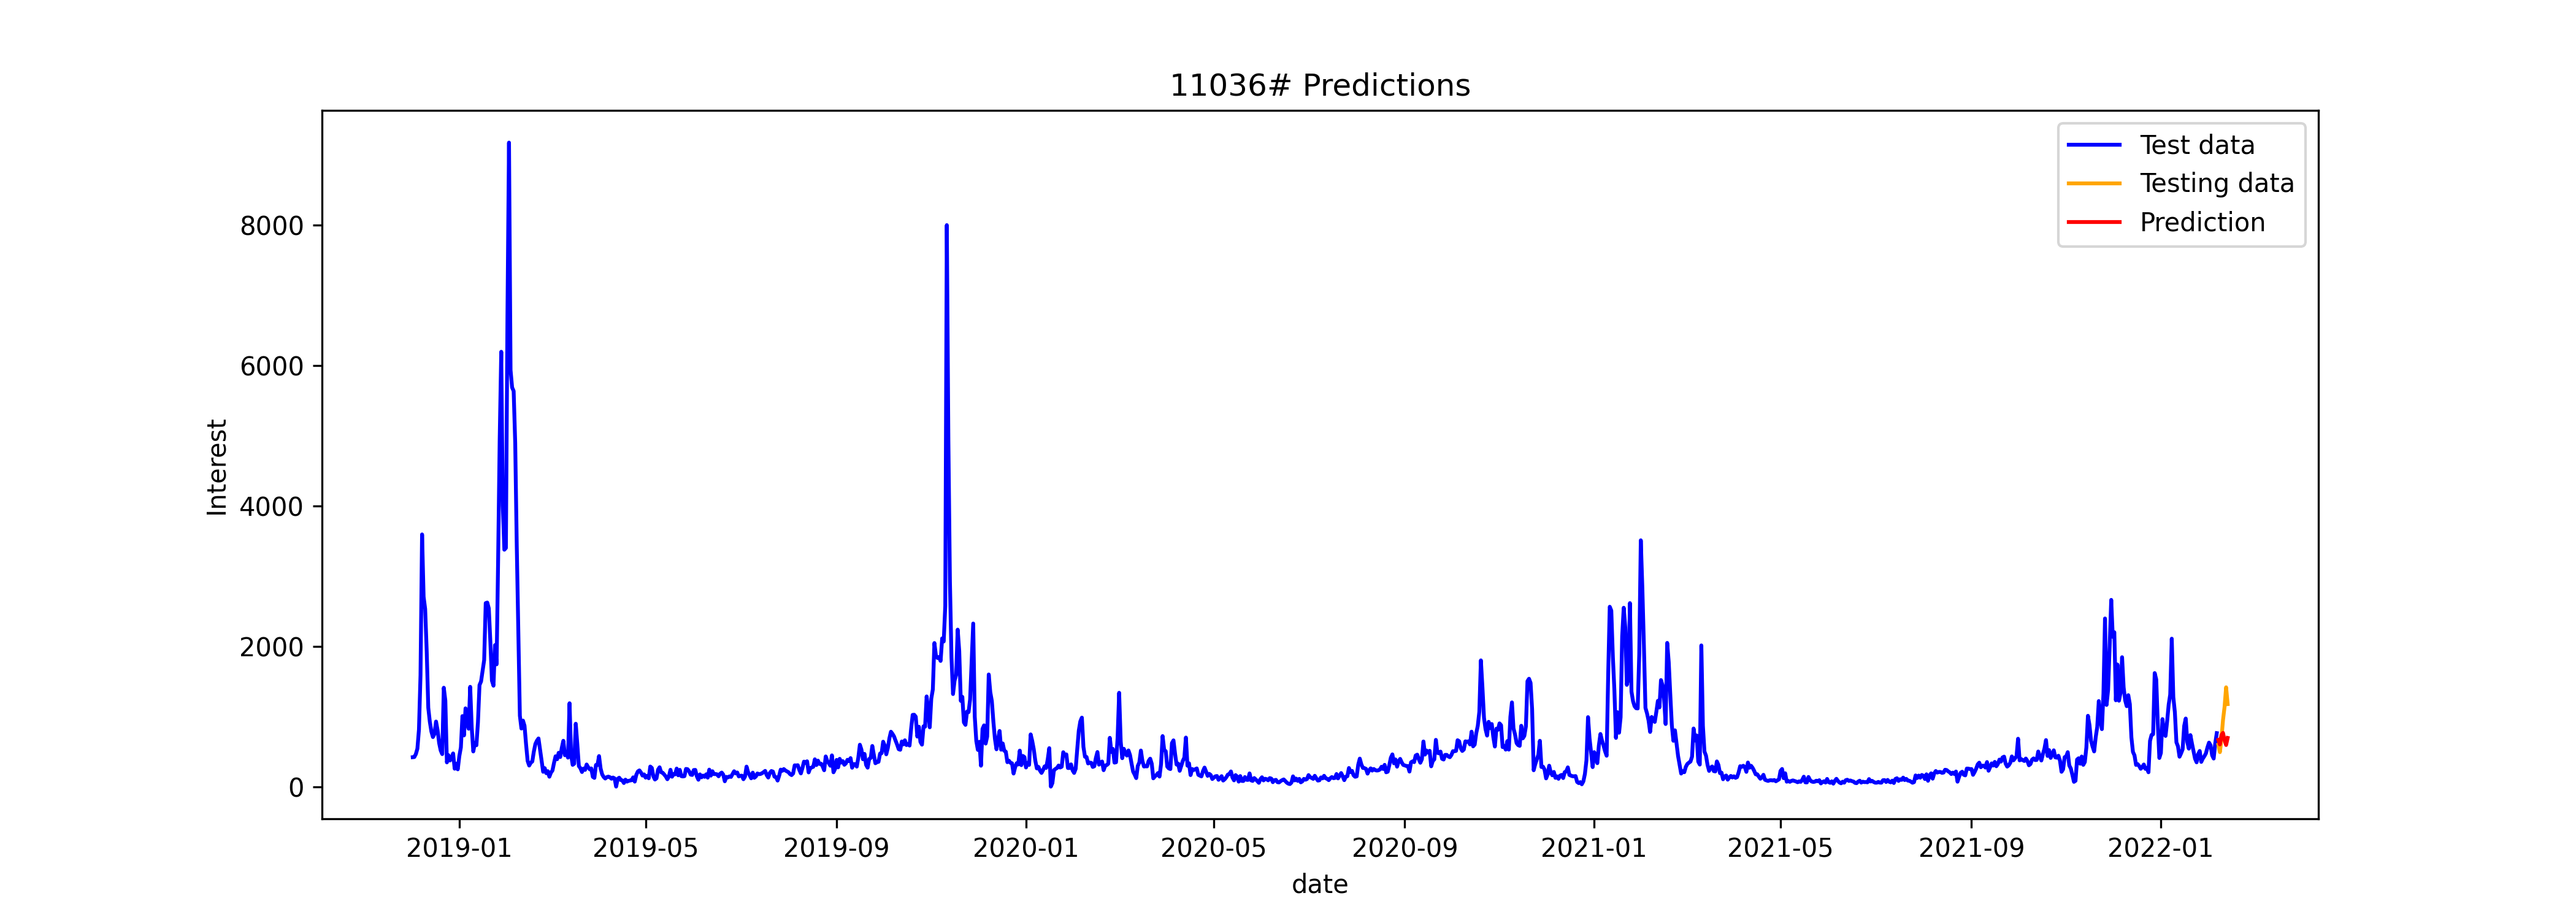 11036# Predictions
Test data
Testing data
Prediction
Interest
8000
6000
4000
2000
0
2019-01 2019-05 2019-09 2020-01 2020-05 2020-09 2021-01 2021-05 2021-09 2022-01
date